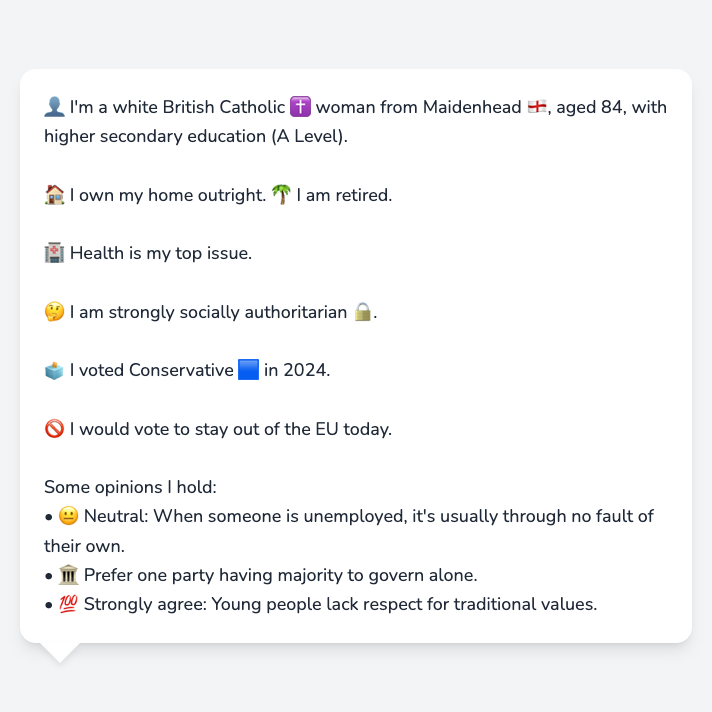 👤 I'm a white British Catholic ✝️ woman from Maidenhead 🏴󠁧󠁢󠁥󠁮󠁧󠁿, aged 84, with
higher secondary education (A Level).
🏠 I own my home outright. 🌴 I am retired.
🏥 Health is my top issue.
🤔 I am strongly socially authoritarian 🔒.
🗳️ I voted Conservative 🟦 in 2024.
🚫 I would vote to stay out of the EU today.
Some opinions I hold:
• 😐 Neutral: When someone is unemployed, it's usually through no fault of
their own.
• 🏛️ Prefer one party having majority to govern alone.
• 💯 Strongly agree: Young people lack respect for traditional values.